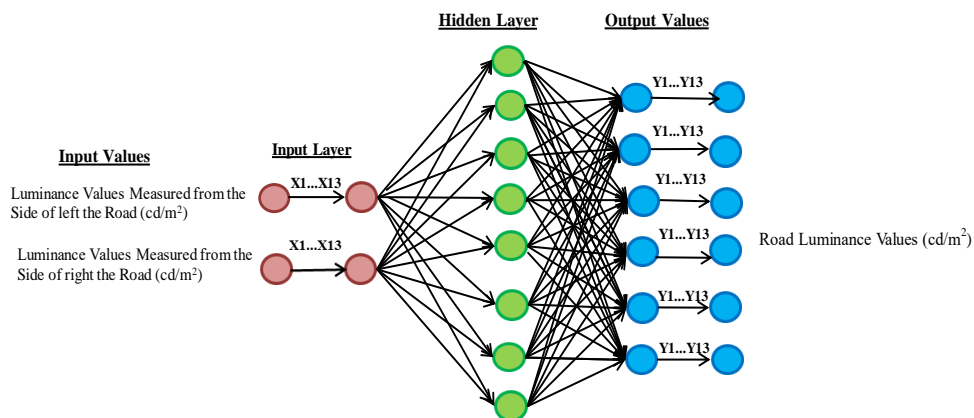 Hidden Layer
Output Values
Input Values
Input Layer
Luminance Values Measured from the
Side of left the Road (cd/m²)
X1...X13
Luminance Values Measured from the
Side of right the Road (cd/m²)
X1...X13
Y1...Y13
Y1...Y13
Y1...Y13
Y1...Y13
Y1...Y13
Y1...Y13
Road Luminance Values (cd/m²)